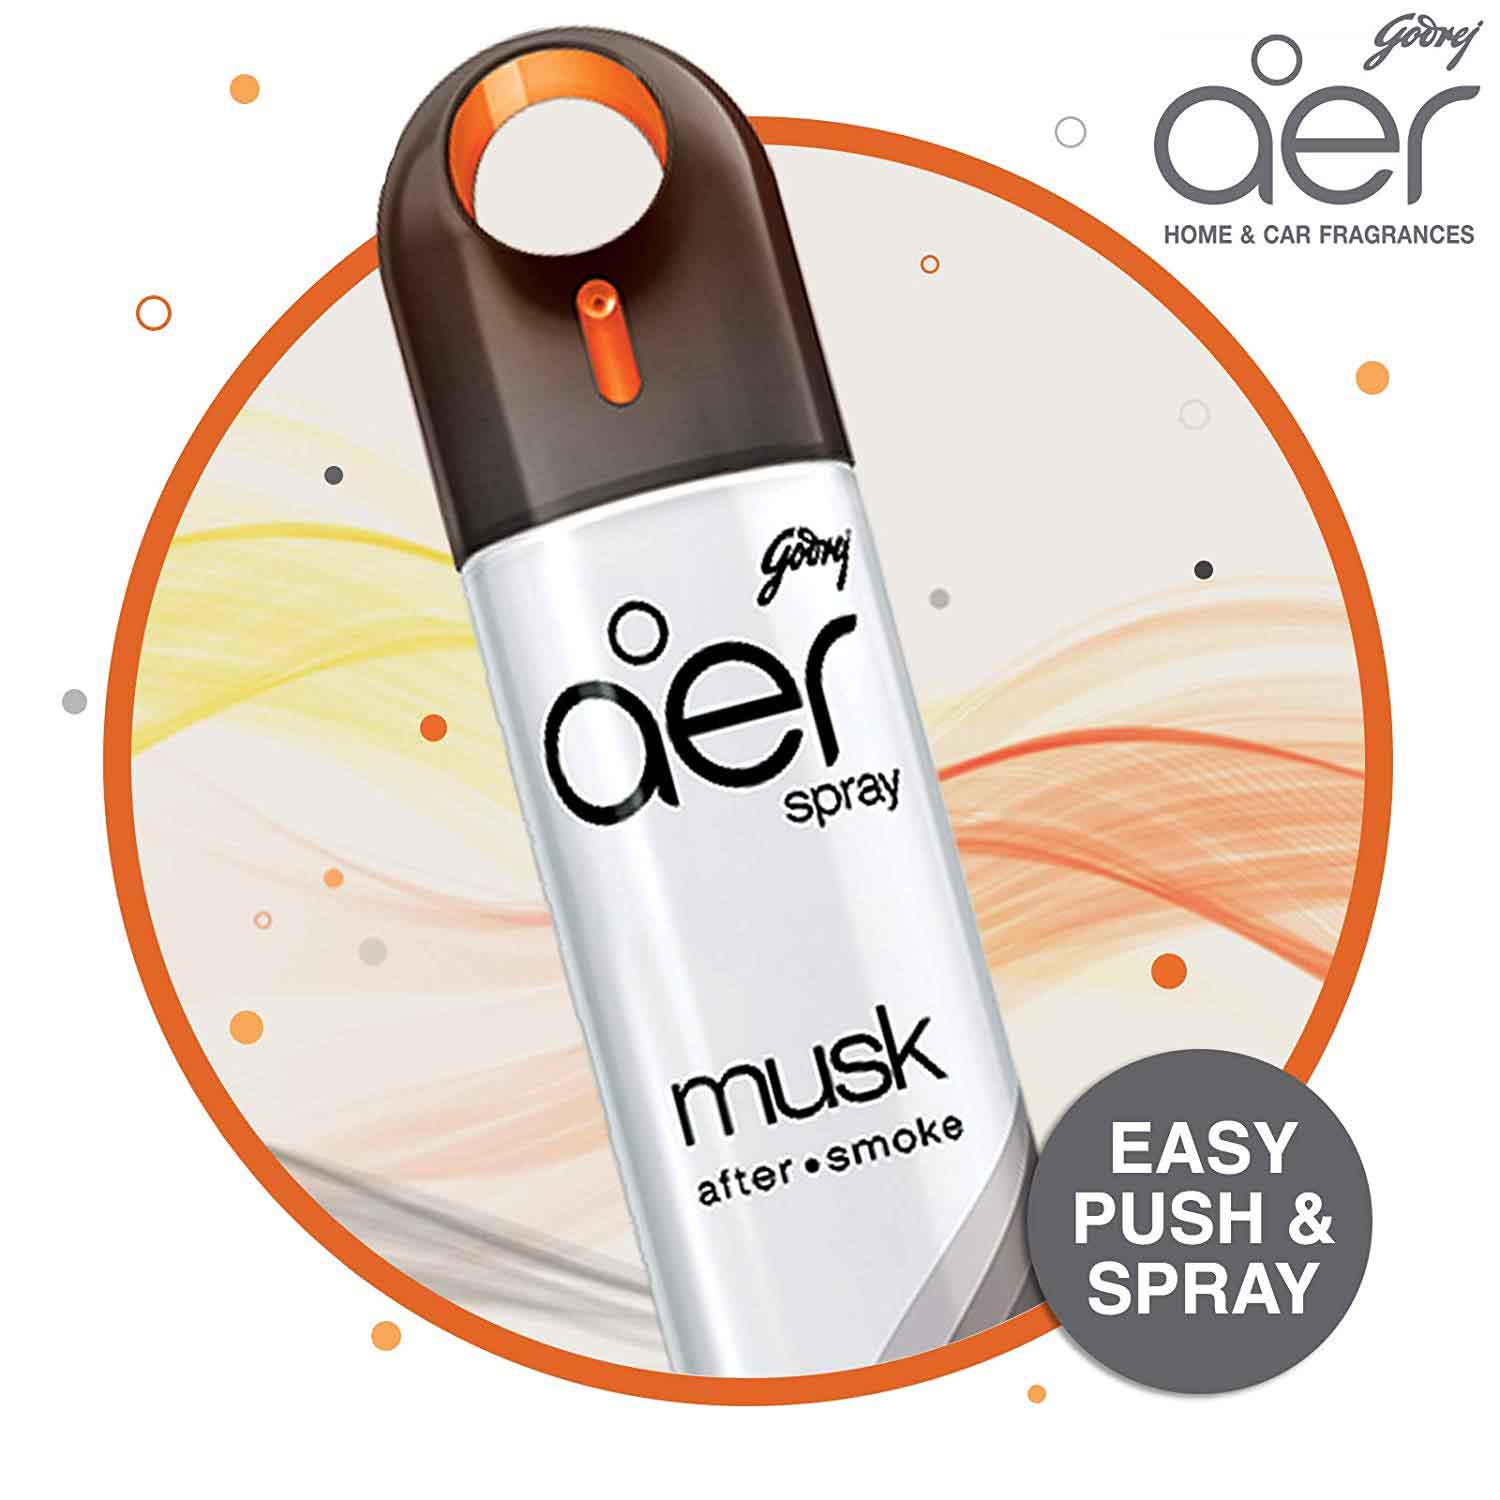 Godrej
aer
HOME & CAR FRAGRANCES
Godrej
aer
spray
musk
after•smoke
EASY
PUSH &
SPRAY